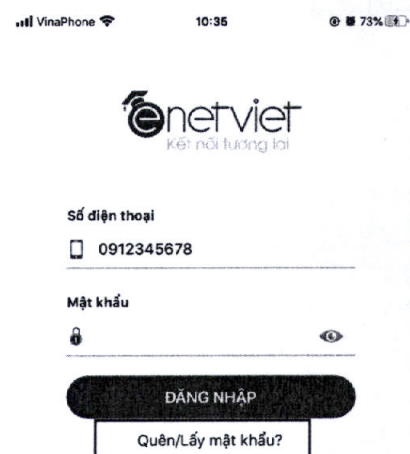 VinaPhone 10:35 73%
enetviet
Kết nối tương lai
Số điện thoại
0912345678
Mật khẩu
ĐĂNG NHẬP
Quên/Lấy mật khẩu?